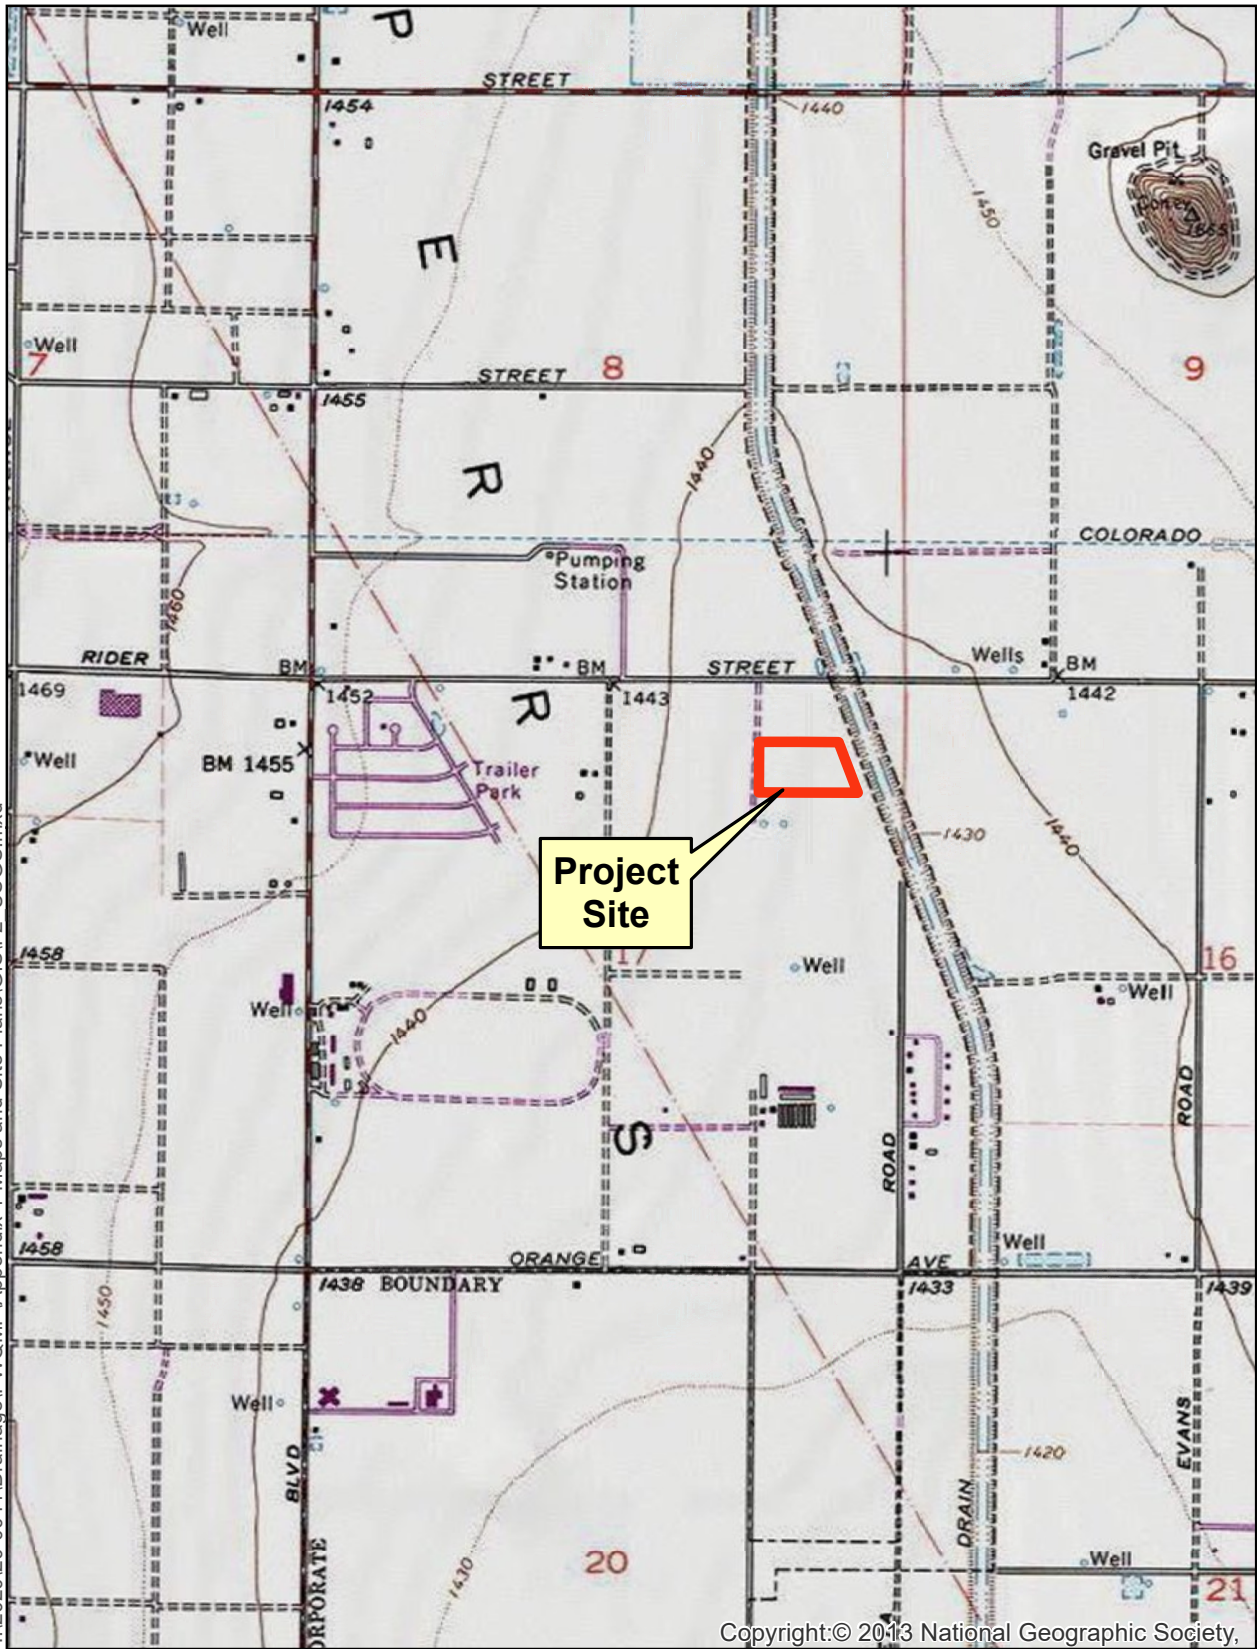 P
Well
STREET
1454
1440
Gravel Pit
1450
E
Well
7
STREET
8
9
1455
1440
R
COLORADO
Pumping
Station
1460
RIDER
BM
BM
STREET
Wells
BM
1469
1452
R
1443
1442
Well
BM 1455
Trailer
Park
1430
1440
Project
Site
1458
1
Well
16
Well
Well
1440
ROAD
S
ROAD
1458
ORANGE
AVE
Well
1438
BOUNDARY
1433
1439
1450
Well
EVANS
BLVD
1420
DRAIN
1430
20
Well
21
ORPORATE
Copyright:© 2013 National Geographic Society,